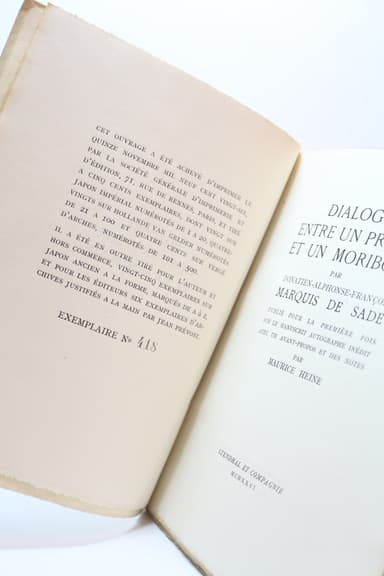 CET OUVRAGE A ÉTÉ ACHEVÉ D'IMPRIMER LE
QUINZE NOVEMBRE MIL NEUF CENT VINGT-SIX,
PAR LA SOCIÉTÉ GÉNÉRALE D'IMPRIMERIE ET
D'ÉDITION, 71, RUE DE RENNES, PARIS, ET TIRÉ
A CINQ CENTS EXEMPLAIRES, DONT VINGT SUR
JAPON IMPÉRIAL NUMÉROTÉS DE 1 A 20, QUATRE-
VINGTS SUR HOLLANDE VAN GELDER NUMÉROTÉS
DE 21 A 100 ET QUATRE CENTS SUR VERGÉ
D'ARCHES, NUMÉROTÉS DE 101 A 500.
IL A ÉTÉ EN OUTRE TIRÉ POUR L'AUTEUR ET
HORS COMMERCE, VINGT-CINQ EXEMPLAIRES SUR
JAPON ANCIEN A LA FORME, MARQUÉS DE A A Z,
ET POUR LES ÉDITEURS SIX EXEMPLAIRES D'AR-
CHIVES JUSTIFIÉS A LA MAIN PAR JEAN PRÉVOST.
EXEMPLAIRE No 418
DIALOG
ENTRE UN PR
ET UN MORIBO
PAR
DONATIEN-ALPHONSE-FRANÇO
MARQUIS DE SADE
PUBLIÉ POUR LA PREMIÈRE FOIS
SUR LE MANUSCRIT AUTOGRAPHE INÉDIT
AVEC UN AVANT-PROPOS ET DES NOTES
PAR
MAURICE HEINE
STENDHAL ET COMPAGNIE
MCMXXVI